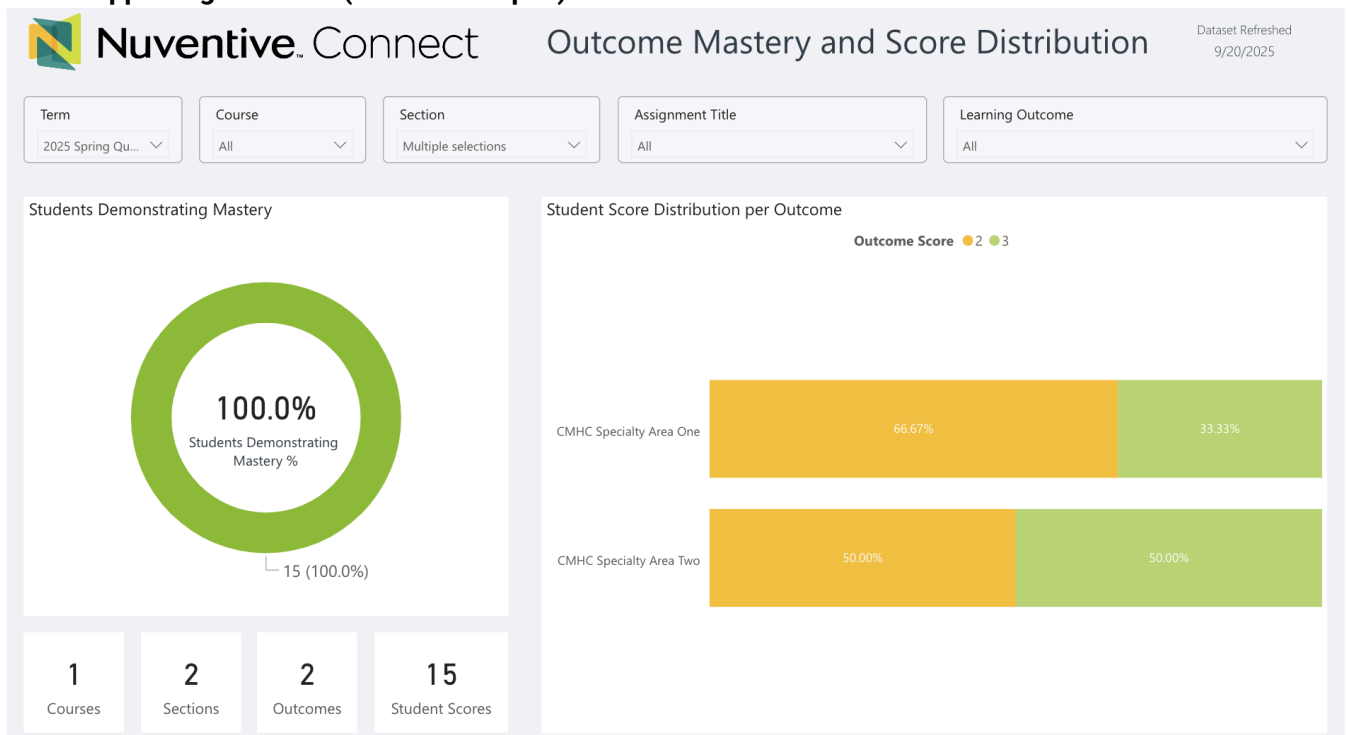 Nuventive™ Connect
Outcome Mastery and Score Distribution
Dataset Refreshed
9/20/2025
Term
2025 Spring Qu...
Course
All
Section
Multiple selections
Assignment Title
All
Learning Outcome
All
Students Demonstrating Mastery
100.0%
Students Demonstrating
Mastery %
15 (100.0%)
1
Courses
2
Sections
2
Outcomes
15
Student Scores
Student Score Distribution per Outcome
Outcome Score 2 3
CMHC Specialty Area One
66.67%
33.33%
CMHC Specialty Area Two
50.00%
50.00%